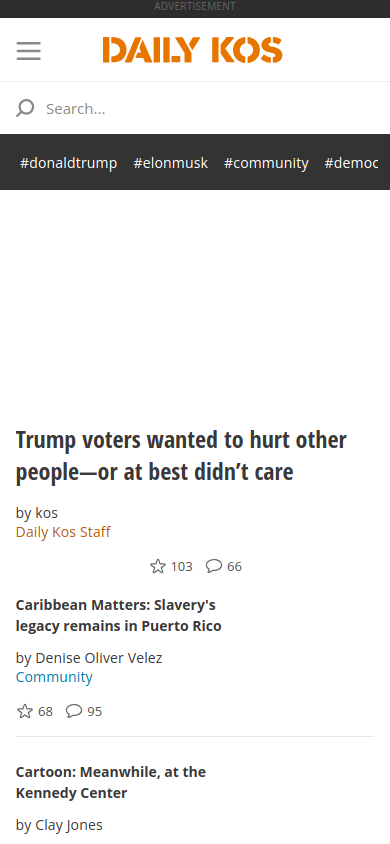 ADVERTISEMENT
DAILY KOS
Search...
#donaldtrump #elonmusk #community #democ
Trump voters wanted to hurt other
people—or at best didn’t care
by kos
Daily Kos Staff
103 66
Caribbean Matters: Slavery's
legacy remains in Puerto Rico
by Denise Oliver Velez
Community
68 95
Cartoon: Meanwhile, at the
Kennedy Center
by Clay Jones